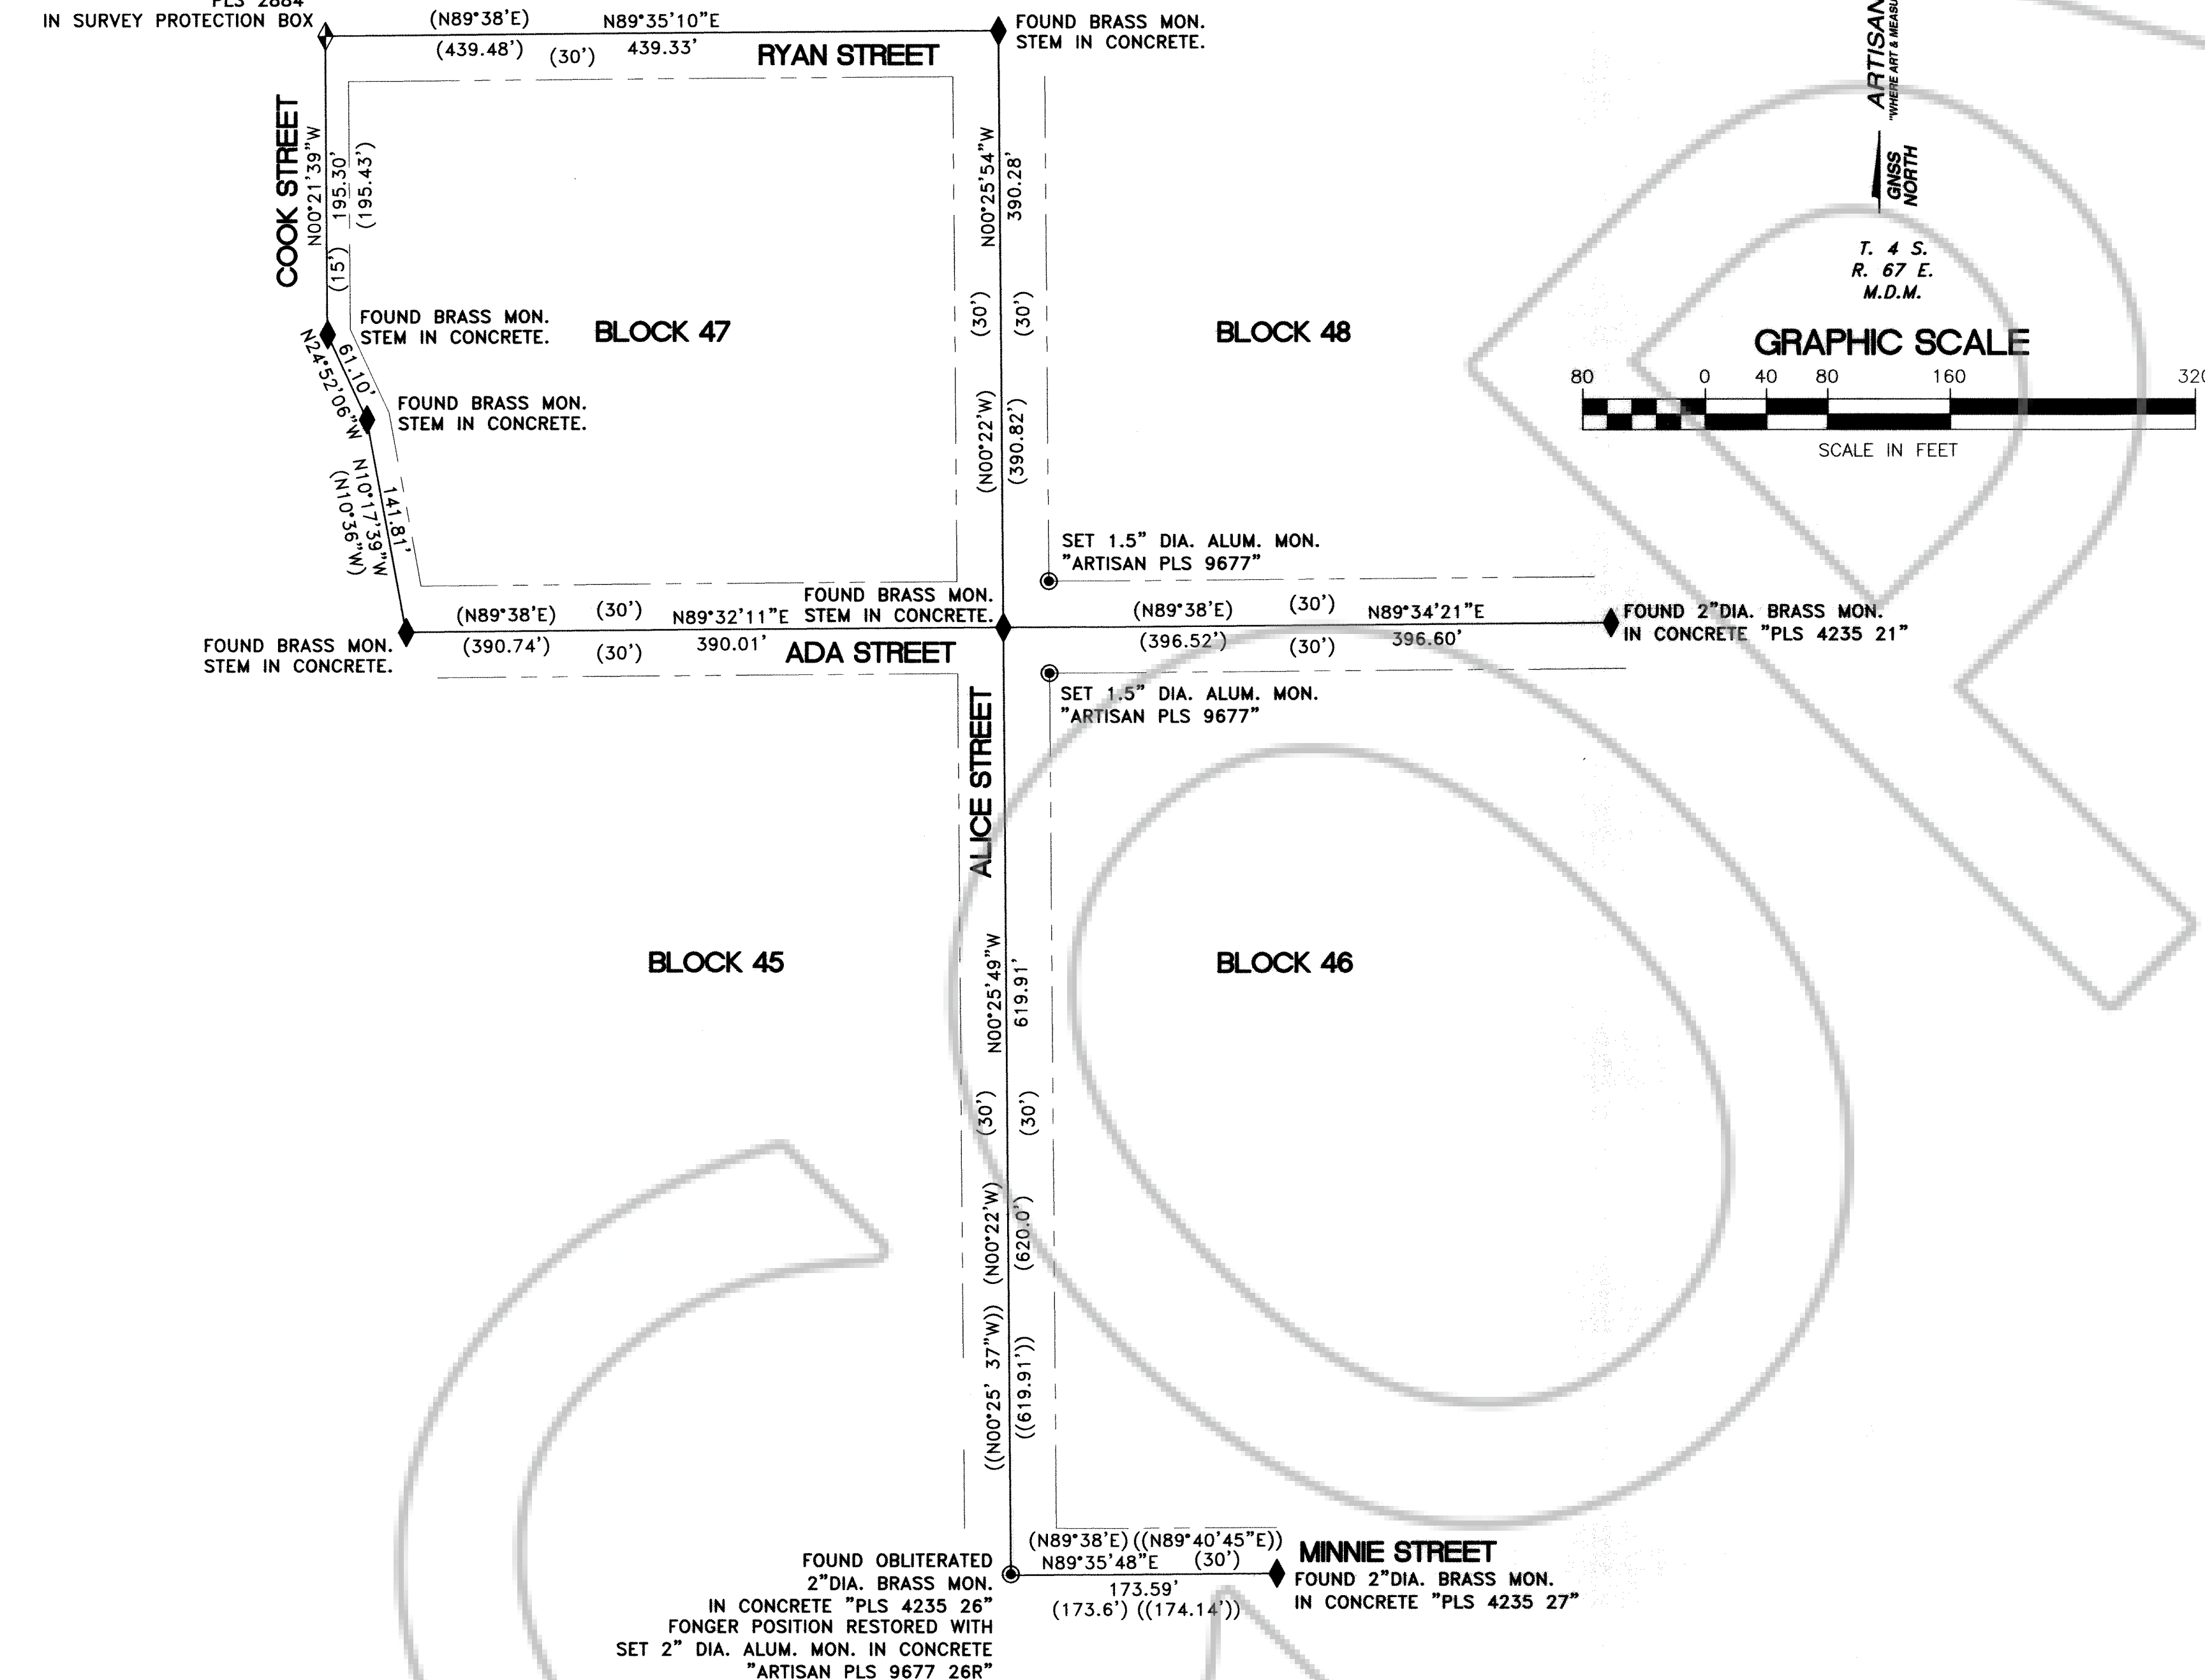 PLS 2884
IN SURVEY PROTECTION BOX
(N89°38'E) N89°35'10"E
(439.48') (30') 439.33'
RYAN STREET
FOUND BRASS MON.
STEM IN CONCRETE.
COOK STREET
N00°21'39"W
195.30'
(195.43')
(15')
N00°25'54"W
390.28'
(30')
(30')
(N00°22'W)
(390.82')
ARTISAN
"WHERE ART & MEASU
GNSS
NORTH
T. 4 S.
R. 67 E.
M.D.M.
GRAPHIC SCALE
80 0 40 80 160 320
SCALE IN FEET
FOUND BRASS MON.
STEM IN CONCRETE.
BLOCK 47
BLOCK 48
61.10'
N24°52'06"W
FOUND BRASS MON.
STEM IN CONCRETE.
141.81'
N10°17'39"W
(N10°36"W)
SET 1.5" DIA. ALUM. MON.
"ARTISAN PLS 9677"
FOUND BRASS MON.
STEM IN CONCRETE.
(N89°38'E) (30') N89°32'11"E
(390.74') (30') 390.01'
ADA STREET
FOUND BRASS MON.
STEM IN CONCRETE.
(N89°38'E) (30') N89°34'21"E
(396.52') (30') 396.60'
FOUND 2"DIA. BRASS MON.
IN CONCRETE "PLS 4235 21"
SET 1.5" DIA. ALUM. MON.
"ARTISAN PLS 9677"
ALICE STREET
BLOCK 45
BLOCK 46
N00°25'49"W
619.91'
(30')
(30')
(N00°22'W)
(620.0')
((N00°25' 37"W))
((619.91'))
(N89°38'E) ((N89°40'45"E))
N89°35'48"E (30')
173.59'
(173.6') ((174.14'))
MINNIE STREET
FOUND 2"DIA. BRASS MON.
IN CONCRETE "PLS 4235 27"
FOUND OBLITERATED
2"DIA. BRASS MON.
IN CONCRETE "PLS 4235 26"
FONGER POSITION RESTORED WITH
SET 2" DIA. ALUM. MON. IN CONCRETE
"ARTISAN PLS 9677 26R"